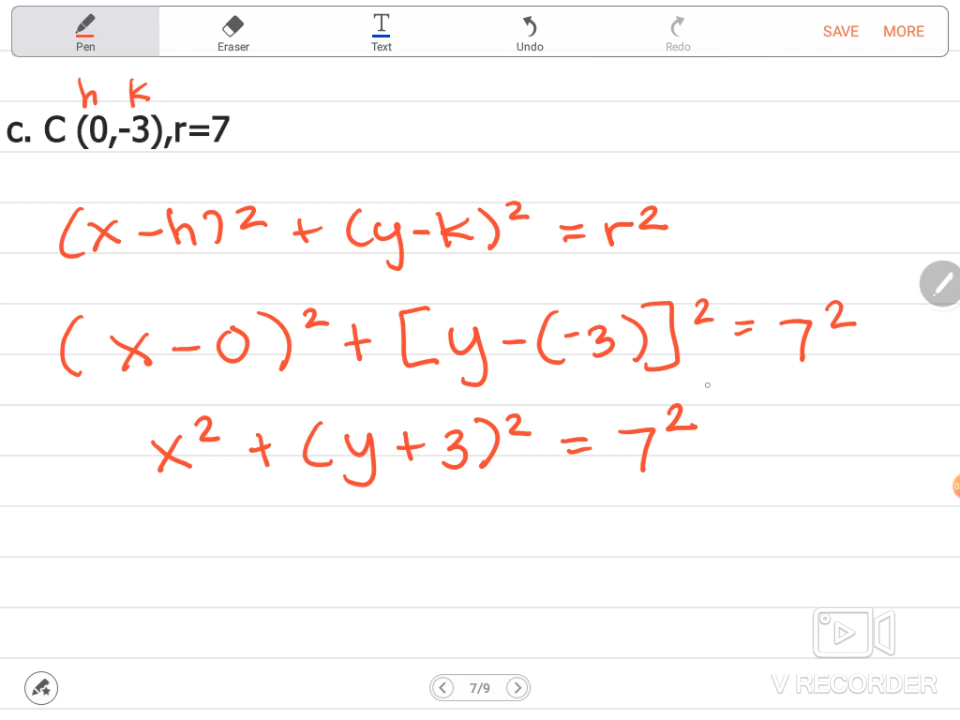 Pen Eraser Text Undo Redo SAVE MORE
h k
c. C (0,-3),r=7
(x-h)² + (y-k)² = r²
(x-0)² + [y-(-3)]² = 7²
x² + (y+3)² = 7²
7/9
V RECORDER